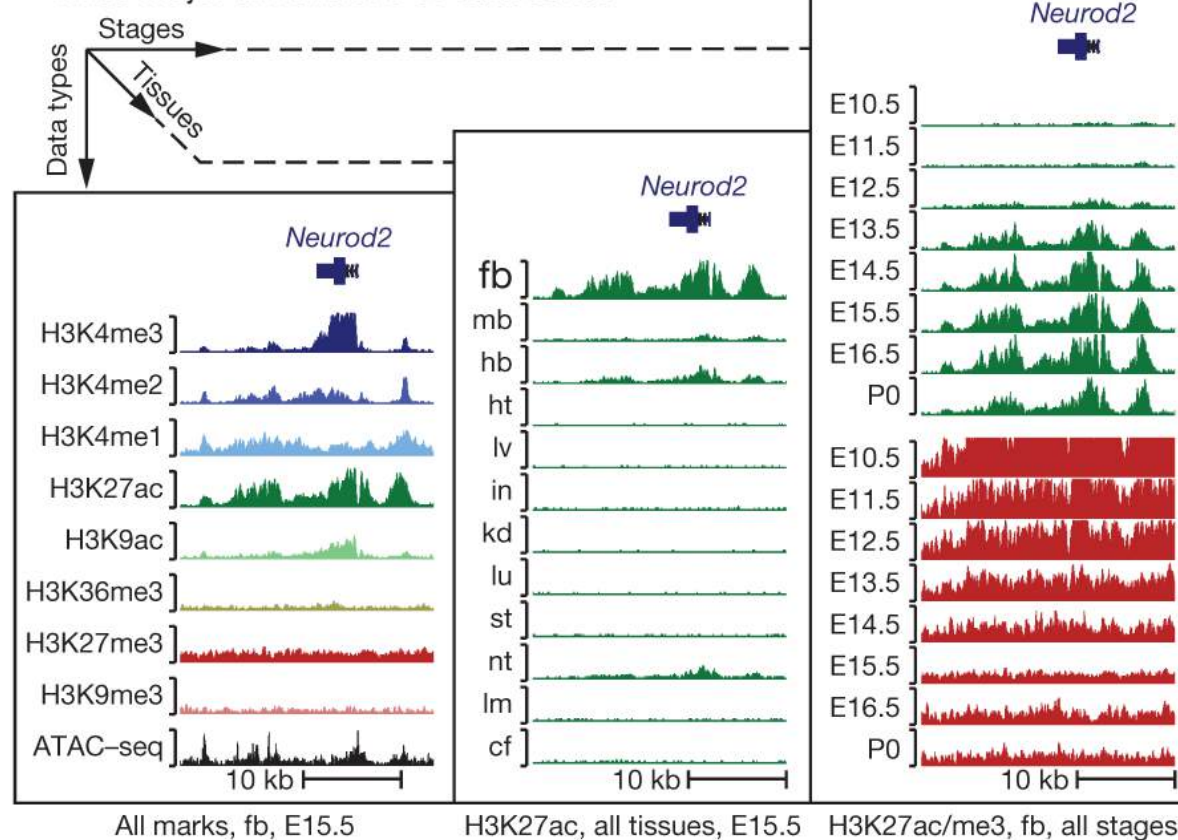 Stages
Tissues
Data types
Neurod2
H3K4me3
H3K4me2
H3K4me1
H3K27ac
H3K9ac
H3K36me3
H3K27me3
H3K9me3
ATAC–seq
10 kb
All marks, fb, E15.5
Neurod2
fb
mb
hb
ht
lv
in
kd
lu
st
nt
lm
cf
10 kb
H3K27ac, all tissues, E15.5
Neurod2
E10.5
E11.5
E12.5
E13.5
E14.5
E15.5
E16.5
P0
E10.5
E11.5
E12.5
E13.5
E14.5
E15.5
E16.5
P0
10 kb
H3K27ac/me3, fb, all stages